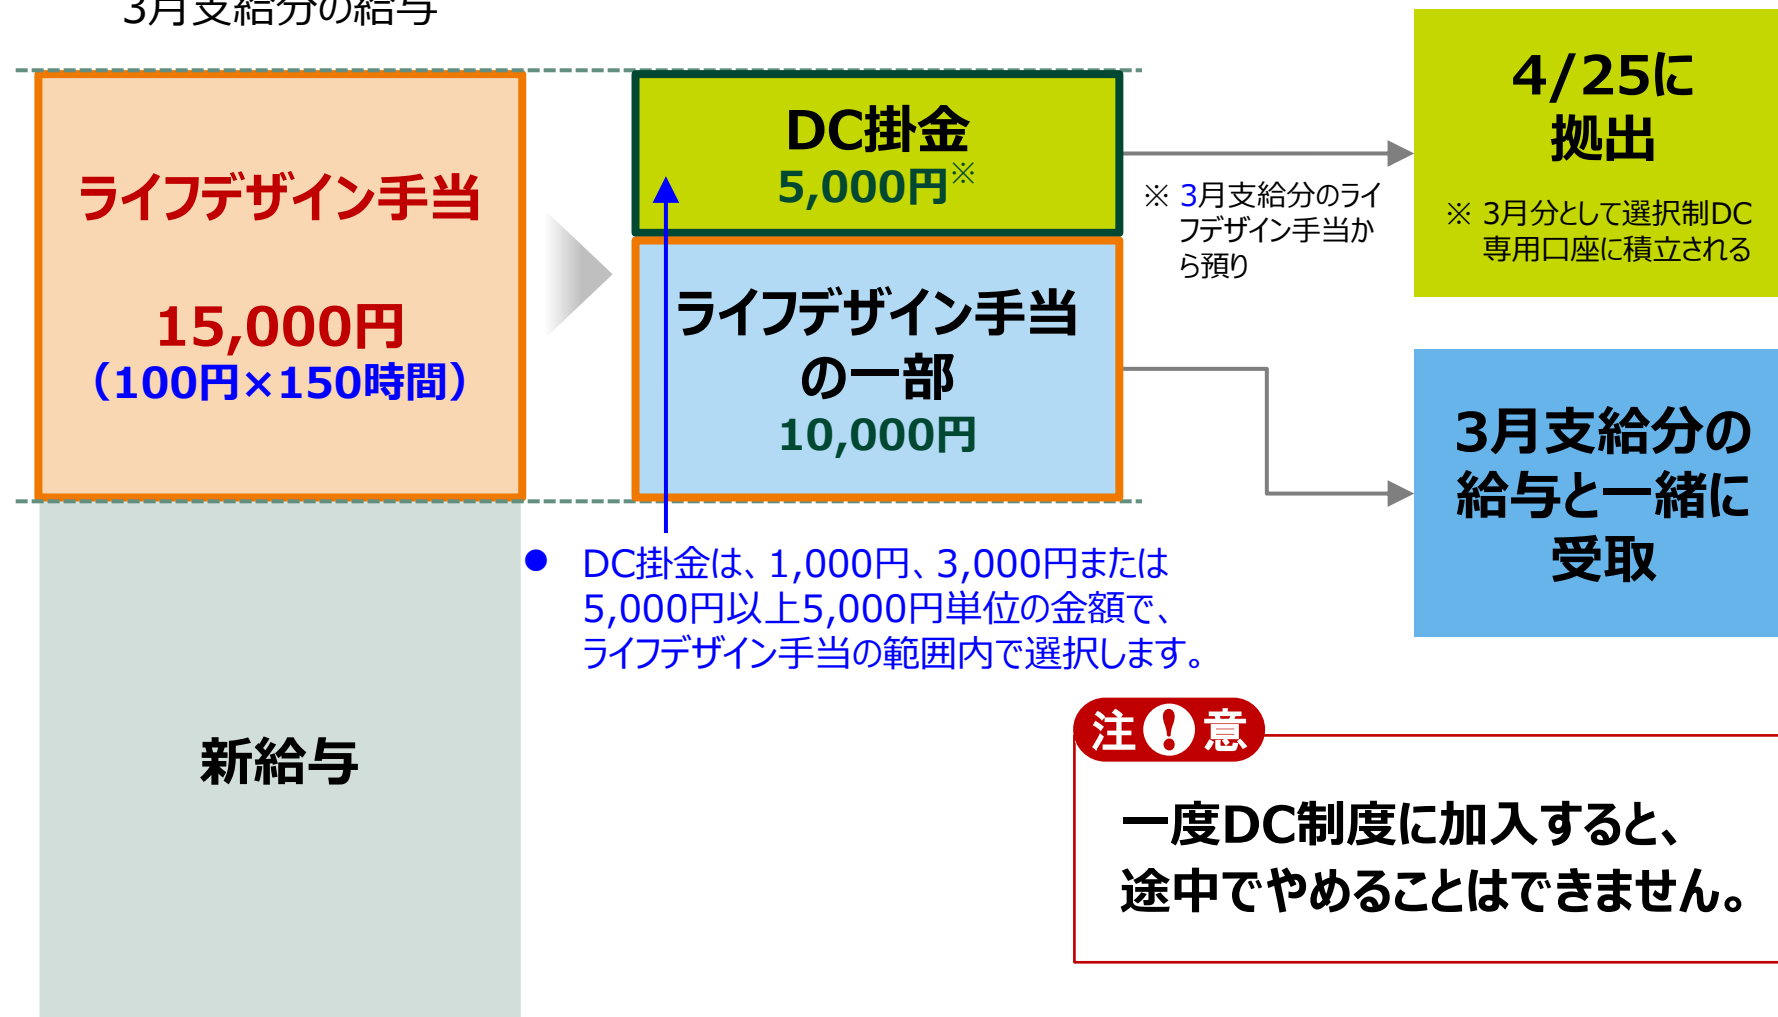 3月支給分の給与
ライフデザイン手当
15,000円
（100円×150時間）
新給与
DC掛金
5,000円※
ライフデザイン手当
の一部
10,000円
● DC掛金は、1,000円、3,000円または
5,000円以上5,000円単位の金額で、
ライフデザイン手当の範囲内で選択します。
※ 3月支給分のライ
フデザイン手当か
ら預り
4/25に
拠出
※ 3月分として選択制DC
専用口座に積立される
3月支給分の
給与と一緒に
受取
注!意
一度DC制度に加入すると、
途中でやめることはできません。